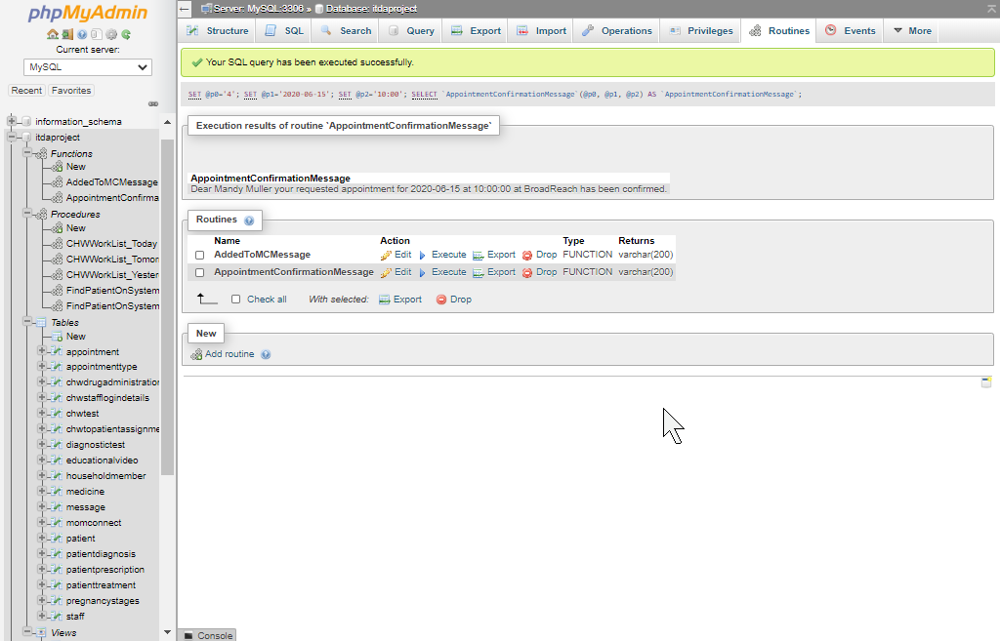 phpMyAdmin
Current server:
MySQL
Recent Favorites
information_schema
itdaproject
Functions
New
AddedToMCMessage
AppointmentConfirma
Procedures
New
CHWWorkList_Today
CHWWorkList_Tomor
CHWWorkList_Yester
FindPatientOnSystem
FindPatientOnSystem
Tables
New
appointment
appointmenttype
chwdrugadministration
chwstafflogindetails
chwtest
chwtopatientassignme
diagnostictest
educationalvideo
householdmember
medicine
message
momconnect
patient
patientdiagnosis
patientprescription
patienttreatment
pregnancystages
staff
Views
Server: MySQL:3306 » Database: itdaproject
Structure SQL Search Query Export Import Operations Privileges Routines Events More
Your SQL query has been executed successfully.
SET @p0='4'; SET @p1='2020-06-15'; SET @p2='10:00'; SELECT `AppointmentConfirmationMessage`(@p0, @p1, @p2) AS `AppointmentConfirmationMessage`;
Execution results of routine `AppointmentConfirmationMessage`
AppointmentConfirmationMessage
Dear Mandy Muller your requested appointment for 2020-06-15 at 10:00:00 at BroadReach has been confirmed.
Routines
Name Action Type Returns
AddedToMCMessage Edit Execute Export Drop FUNCTION varchar(200)
AppointmentConfirmationMessage Edit Execute Export Drop FUNCTION varchar(200)
Check all With selected: Export Drop
New
Add routine
Console